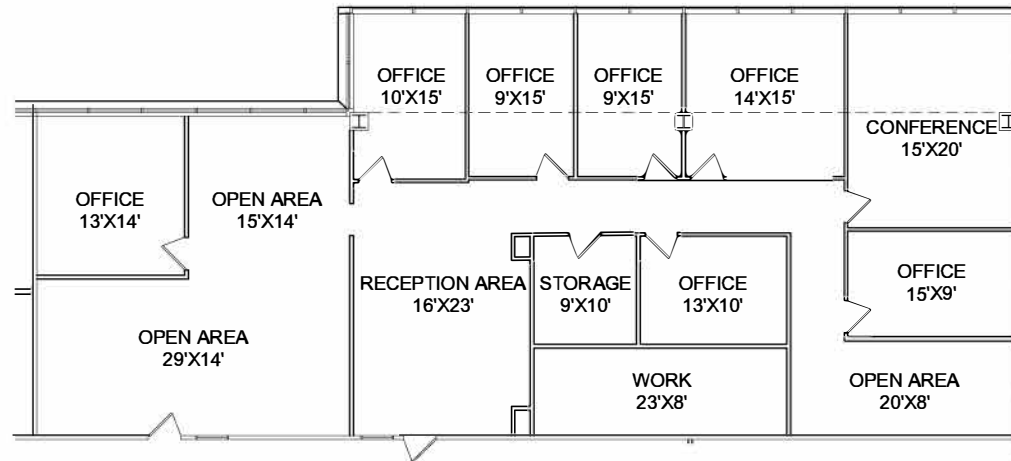 OFFICE
10'X15'
OFFICE
9'X15'
OFFICE
9'X15'
OFFICE
14'X15'
CONFERENCE
15'X20'
OFFICE
13'X14'
OPEN AREA
15'X14'
RECEPTION AREA
16'X23'
STORAGE
9'X10'
OFFICE
13'X10'
OFFICE
15'X9'
OPEN AREA
29'X14'
WORK
23'X8'
OPEN AREA
20'X8'